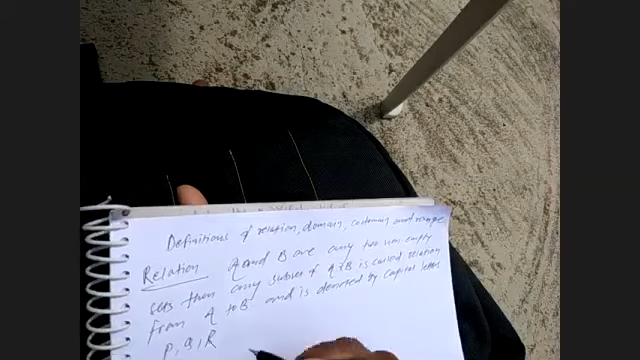 Definitions of relation, domain, codomain and range
Relation A and B are any two non-empty
sets then any subset of A x B is called relation
from A to B and is denoted by capital letters
P, Q, R